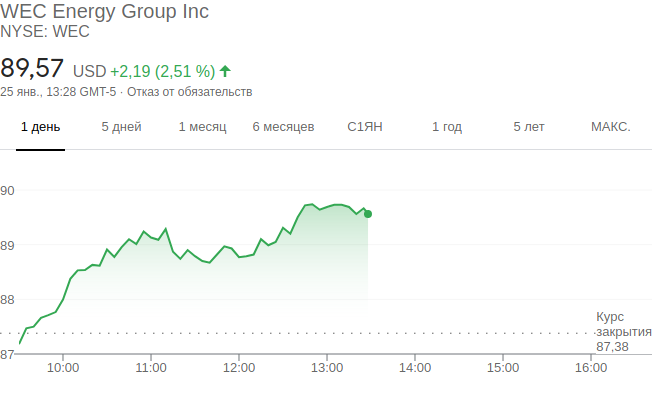 WEC Energy Group Inc
NYSE: WEC
89,57 USD +2,19 (2,51 %)
25 янв., 13:28 GMT-5 · Отказ от обязательств
1 день 5 дней 1 месяц 6 месяцев С1ЯН 1 год 5 лет МАКС.
90
89
88
Курс
закрытия
87,38
87
10:00 11:00 12:00 13:00 14:00 15:00 16:00